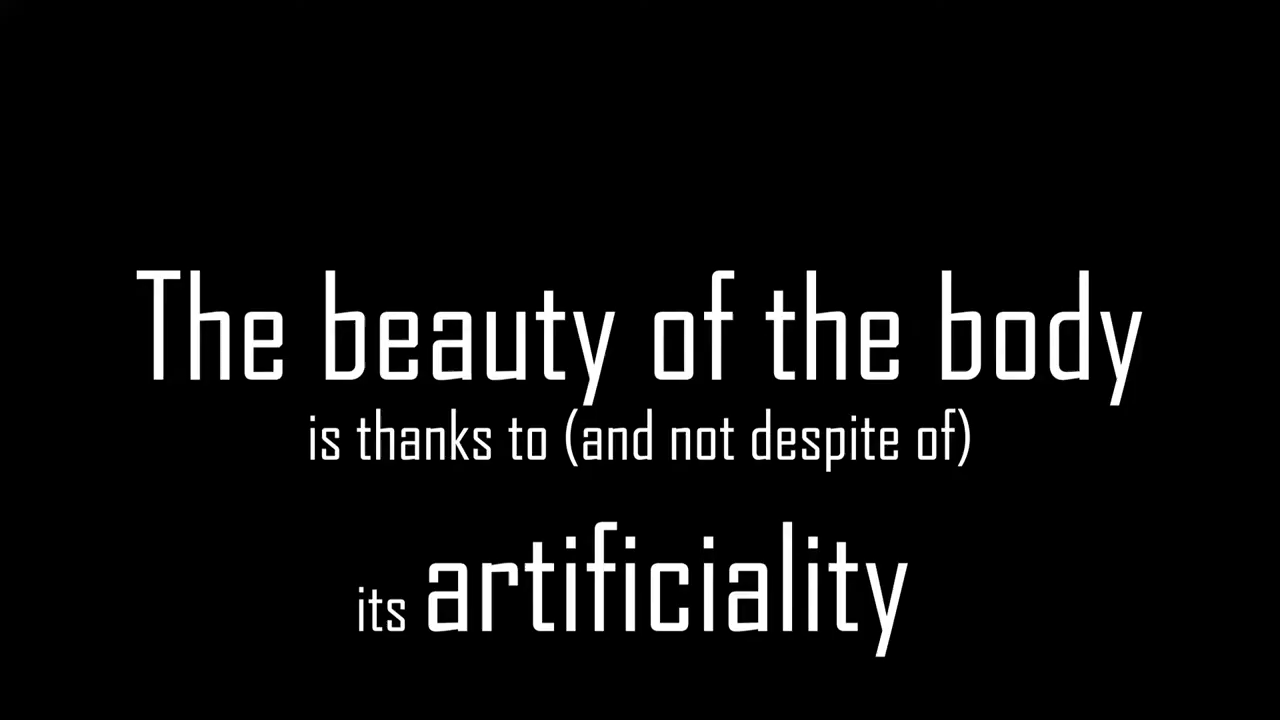 The beauty of the body
is thanks to (and not despite of)
its artificiality